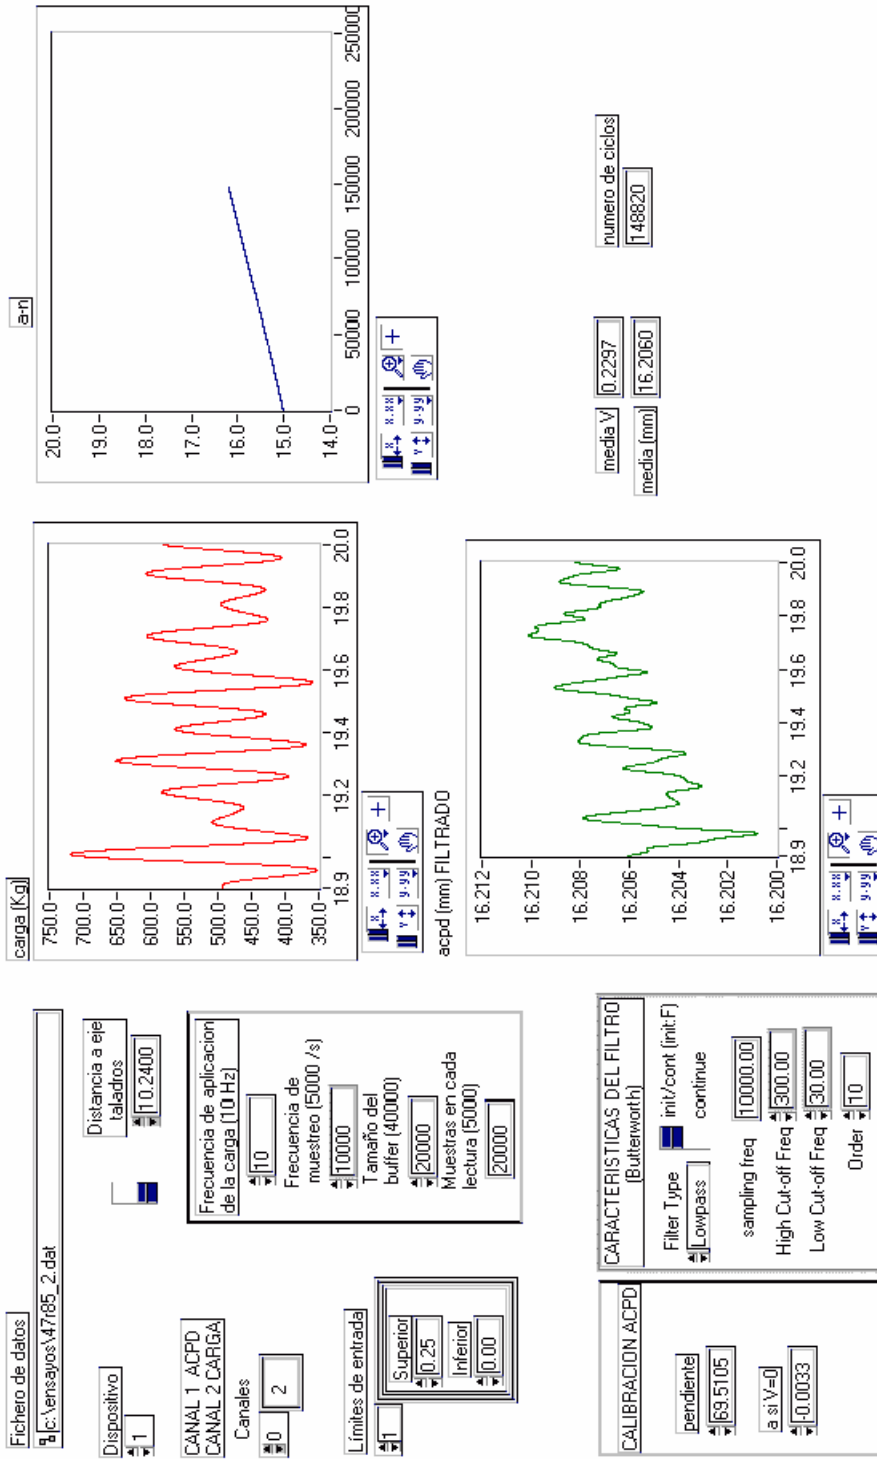 Fichero de datos
c:\ensayos\47r85_2.dat
Dispositivo
1
Distancia a eje
taladros
10.2400
CANAL 1 ACPD
CANAL 2 CARGA
Canales
0
2
Límites de entrada
1
Superior
0.25
Inferior
0.00
Frecuencia de aplicacion
de la carga (10 Hz)
10
Frecuencia de
muestreo (5000 /s)
10000
Tamaño del
buffer (40000)
20000
Muestras en cada
lectura (5000)
20000
CALIBRACION ACPD
pendiente
69.5105
a si V=0
-0.0033
CARACTERISTICAS DEL FILTRO
(Butterworth)
Filter Type
Lowpass
init/cont (init:F)
continue
sampling freq
10000.00
High Cut-off Freq
300.00
Low Cut-off Freq
30.00
Order
10
carga (Kg)
750.0
700.0
650.0
600.0
550.0
500.0
450.0
400.0
350.0
18.9 19.2 19.4 19.6 19.8 20.0
x.xx
y.yy
acpd (mm) FILTRADO
16.212
16.210
16.208
16.206
16.204
16.202
16.200
18.9 19.2 19.4 19.6 19.8 20.0
x.xx
y.yy
a-n
20.0
19.0
18.0
17.0
16.0
15.0
14.0
0 50000 100000 150000 200000 250000
x.xx
y.yy
media V
0.2297
media (mm)
16.2060
numero de ciclos
148820